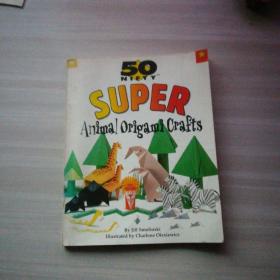 50
NIFTY
SUPER
Animal Origami Crafts
By Jill Smolinski
Illustrated by Charlene Olexiewicz